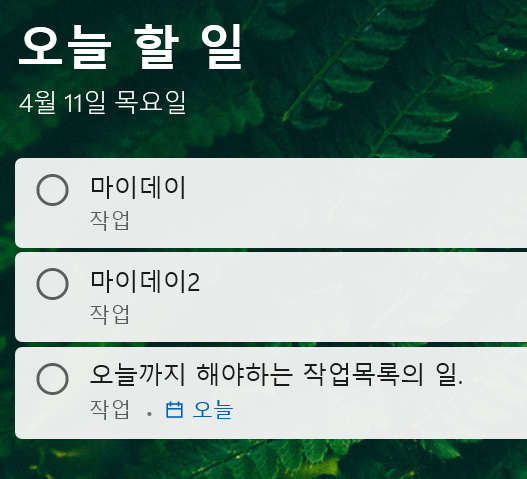 오늘 할 일
4월 11일 목요일
마이데이
작업
마이데이2
작업
오늘까지 해야하는 작업목록의 일.
작업 • 오늘